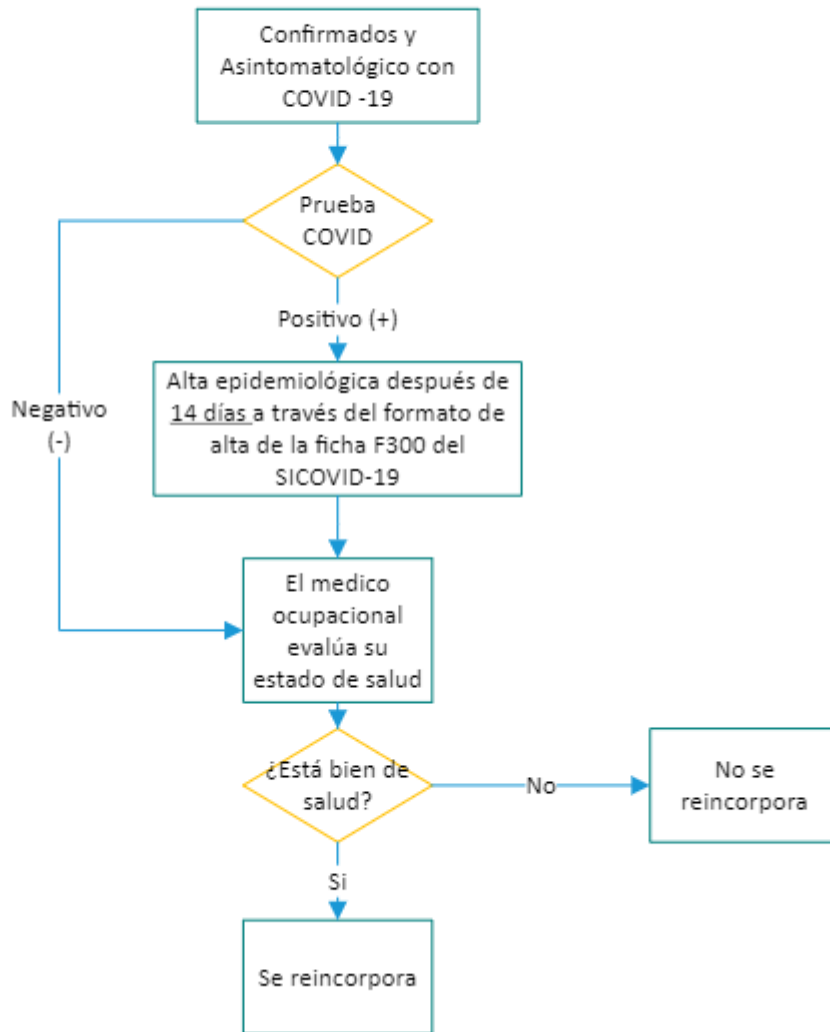 Confirmados y
Asintomatológico con
COVID -19
Prueba
COVID
Positivo (+)
Alta epidemiológica después de
14 días a través del formato de
alta de la ficha F300 del
SICOVID-19
Negativo
(-)
El medico
ocupacional
evalúa su
estado de salud
¿Está bien de
salud?
No
No se
reincorpora
Si
Se reincorpora